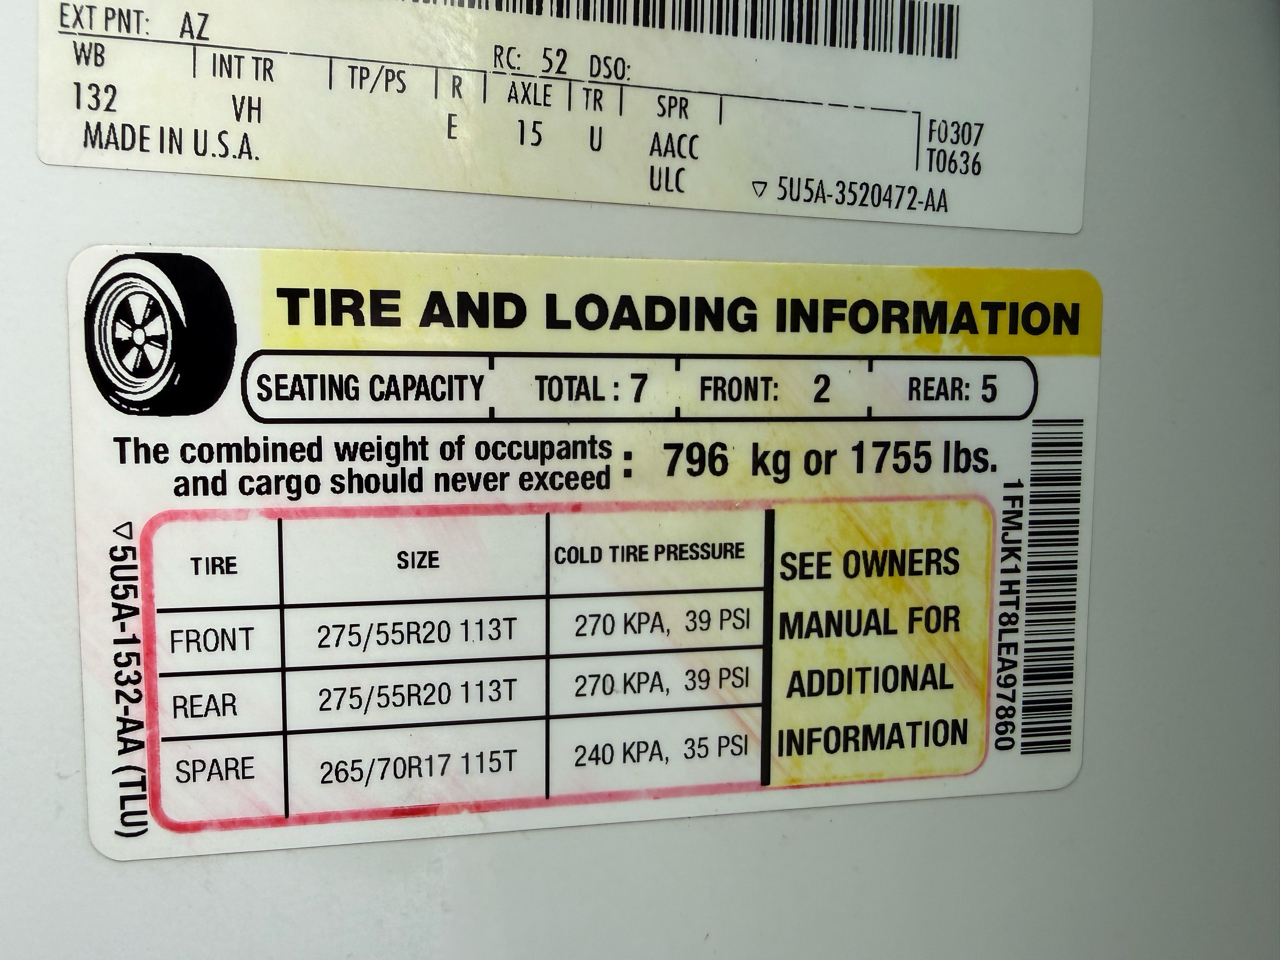 EXT PNT: AZ RC: 52 DSO:
WB INT TR TP/PS R AXLE TR SPR
132 VH E 15 U AACC F0307
MADE IN U.S.A. ULC T0636
▽ 5U5A-3520472-AA
TIRE AND LOADING INFORMATION
SEATING CAPACITY TOTAL : 7 FRONT: 2 REAR: 5
The combined weight of occupants
and cargo should never exceed : 796 kg or 1755 lbs.
TIRE SIZE COLD TIRE PRESSURE
FRONT 275/55R20 113T 270 KPA, 39 PSI
REAR 275/55R20 113T 270 KPA, 39 PSI
SPARE 265/70R17 115T 240 KPA, 35 PSI
SEE OWNERS
MANUAL FOR
ADDITIONAL
INFORMATION
▽5U5A-1532-AA (TLU)
1FMJK1HT8LEA97860